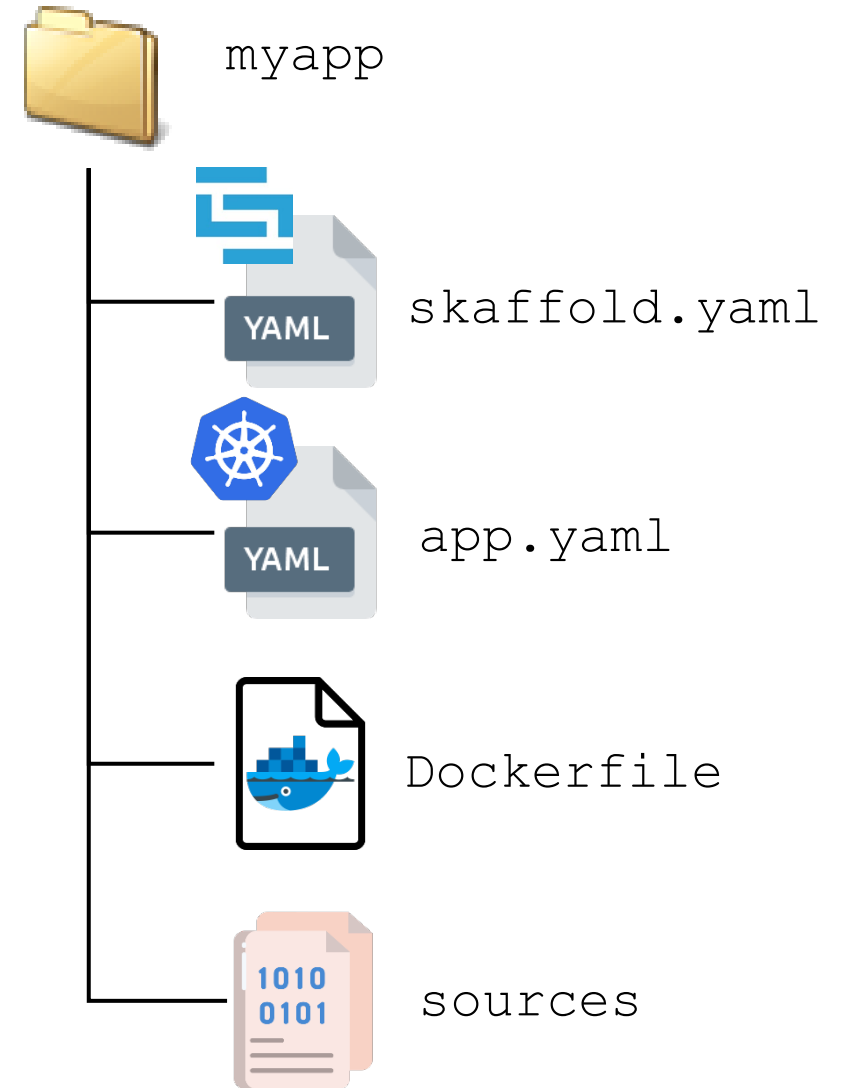 myapp
YAML
skaffold.yaml
YAML
app.yaml
Dockerfile
1010
0101
sources